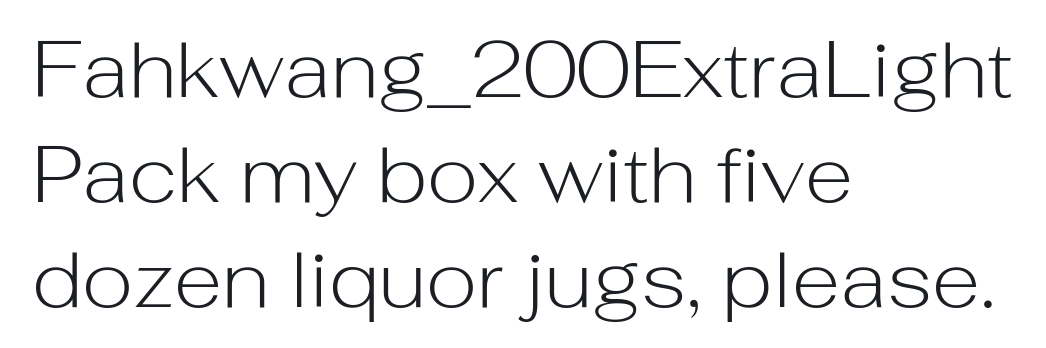 Fahkwang_200ExtraLight
Pack my box with five
dozen liquor jugs, please.